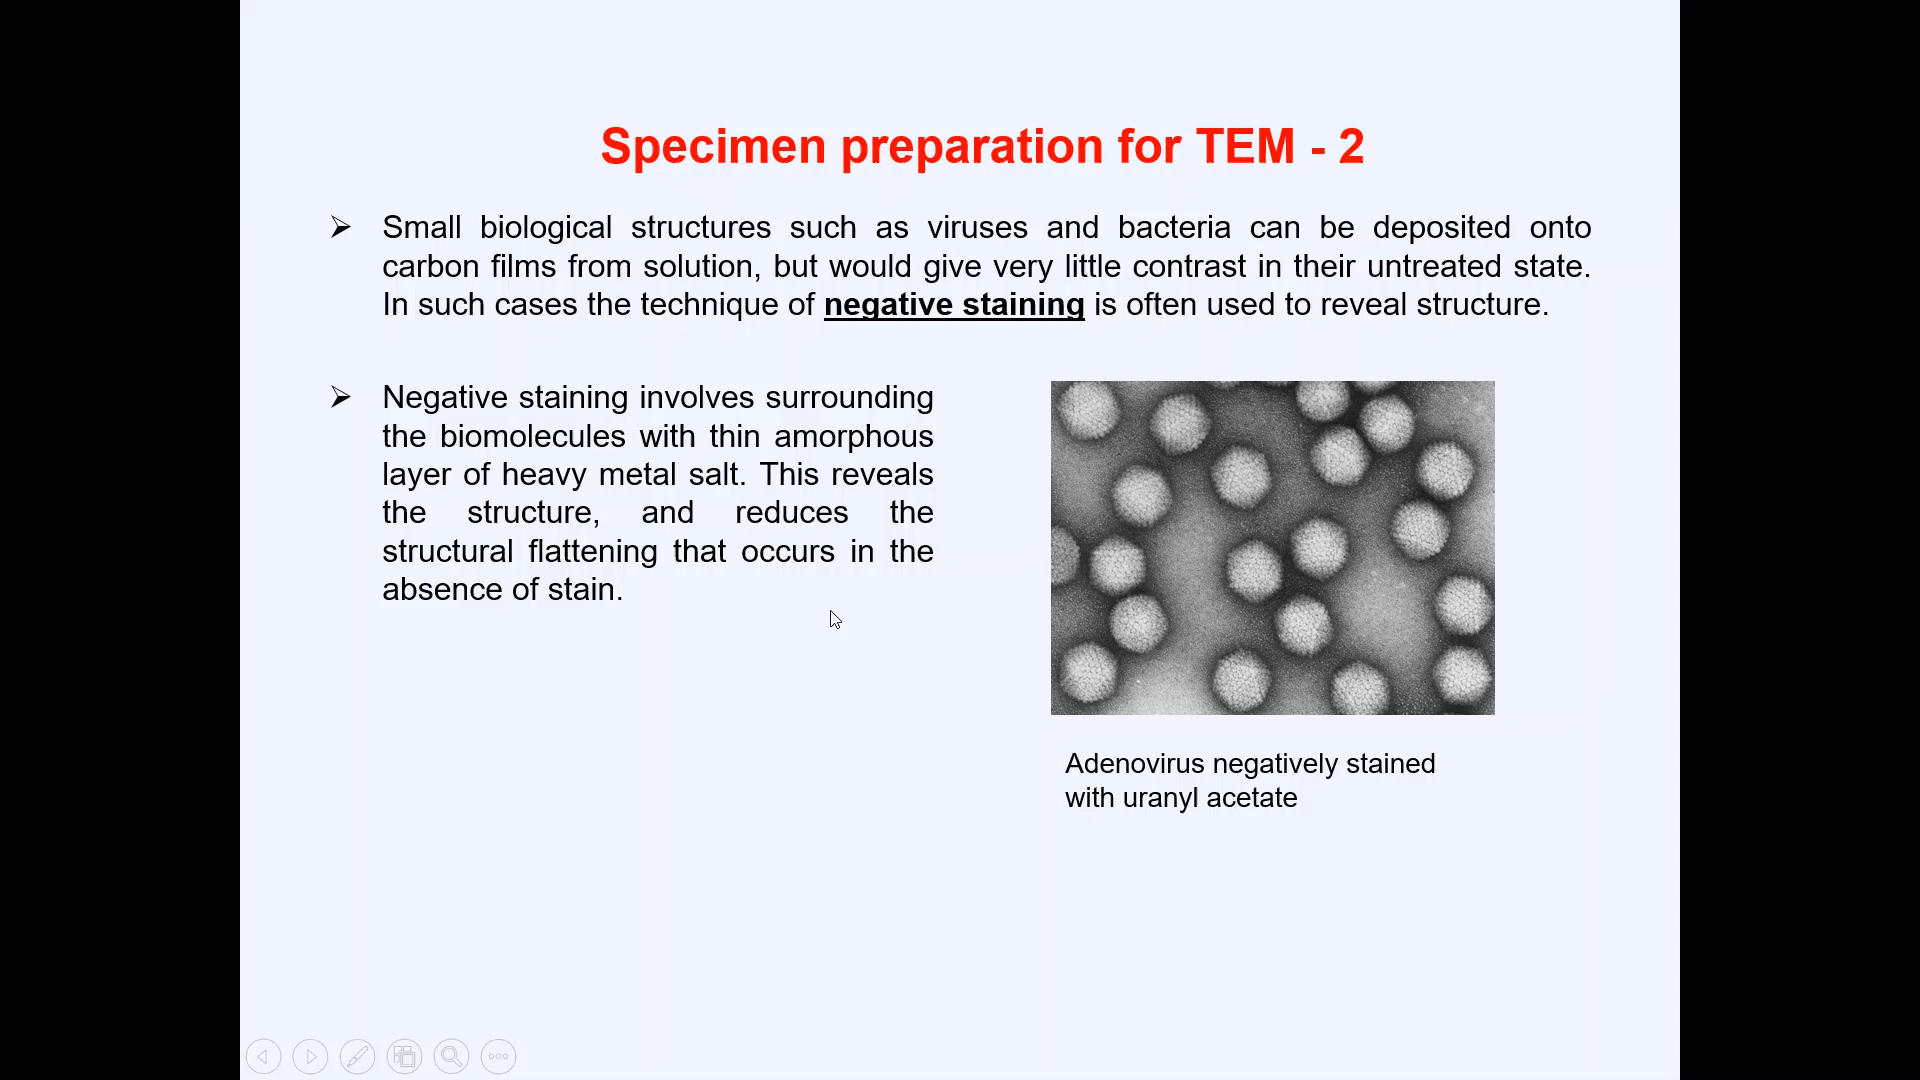 Specimen preparation for TEM - 2
Small biological structures such as viruses and bacteria can be deposited onto
carbon films from solution, but would give very little contrast in their untreated state.
In such cases the technique of negative staining is often used to reveal structure.
Negative staining involves surrounding
the biomolecules with thin amorphous
layer of heavy metal salt. This reveals
the structure, and reduces the
structural flattening that occurs in the
absence of stain.
Adenovirus negatively stained
with uranyl acetate